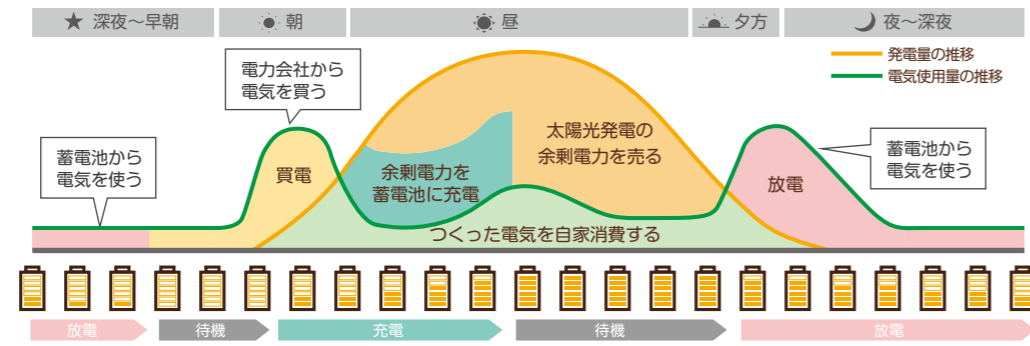 深夜～早朝
朝
昼
夕方
夜～深夜
発電量の推移
電気使用量の推移
電力会社から
電気を買う
蓄電池から
電気を使う
買電
余剰電力を
蓄電池に充電
太陽光発電の
余剰電力を売る
放電
蓄電池から
電気を使う
つくった電気を自家消費する
放電
待機
充電
待機
放電